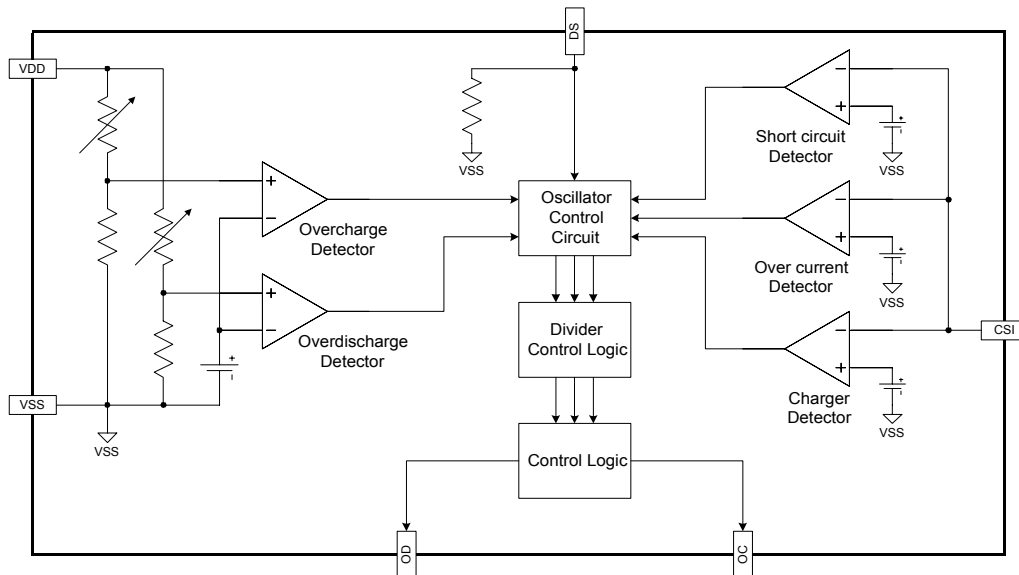 DS
VDD
VSS
Short circuit
Detector
VSS
Overcharge
Detector
Oscillator
Control
Circuit
Over current
Detector
VSS
Overdischarge
Detector
Divider
Control Logic
CSI
Charger
Detector
VSS
VSS
VSS
Control Logic
OD
OC
+
-
+
-
+
-
-
+
+
-
-
+
+
-
-
+
+
-